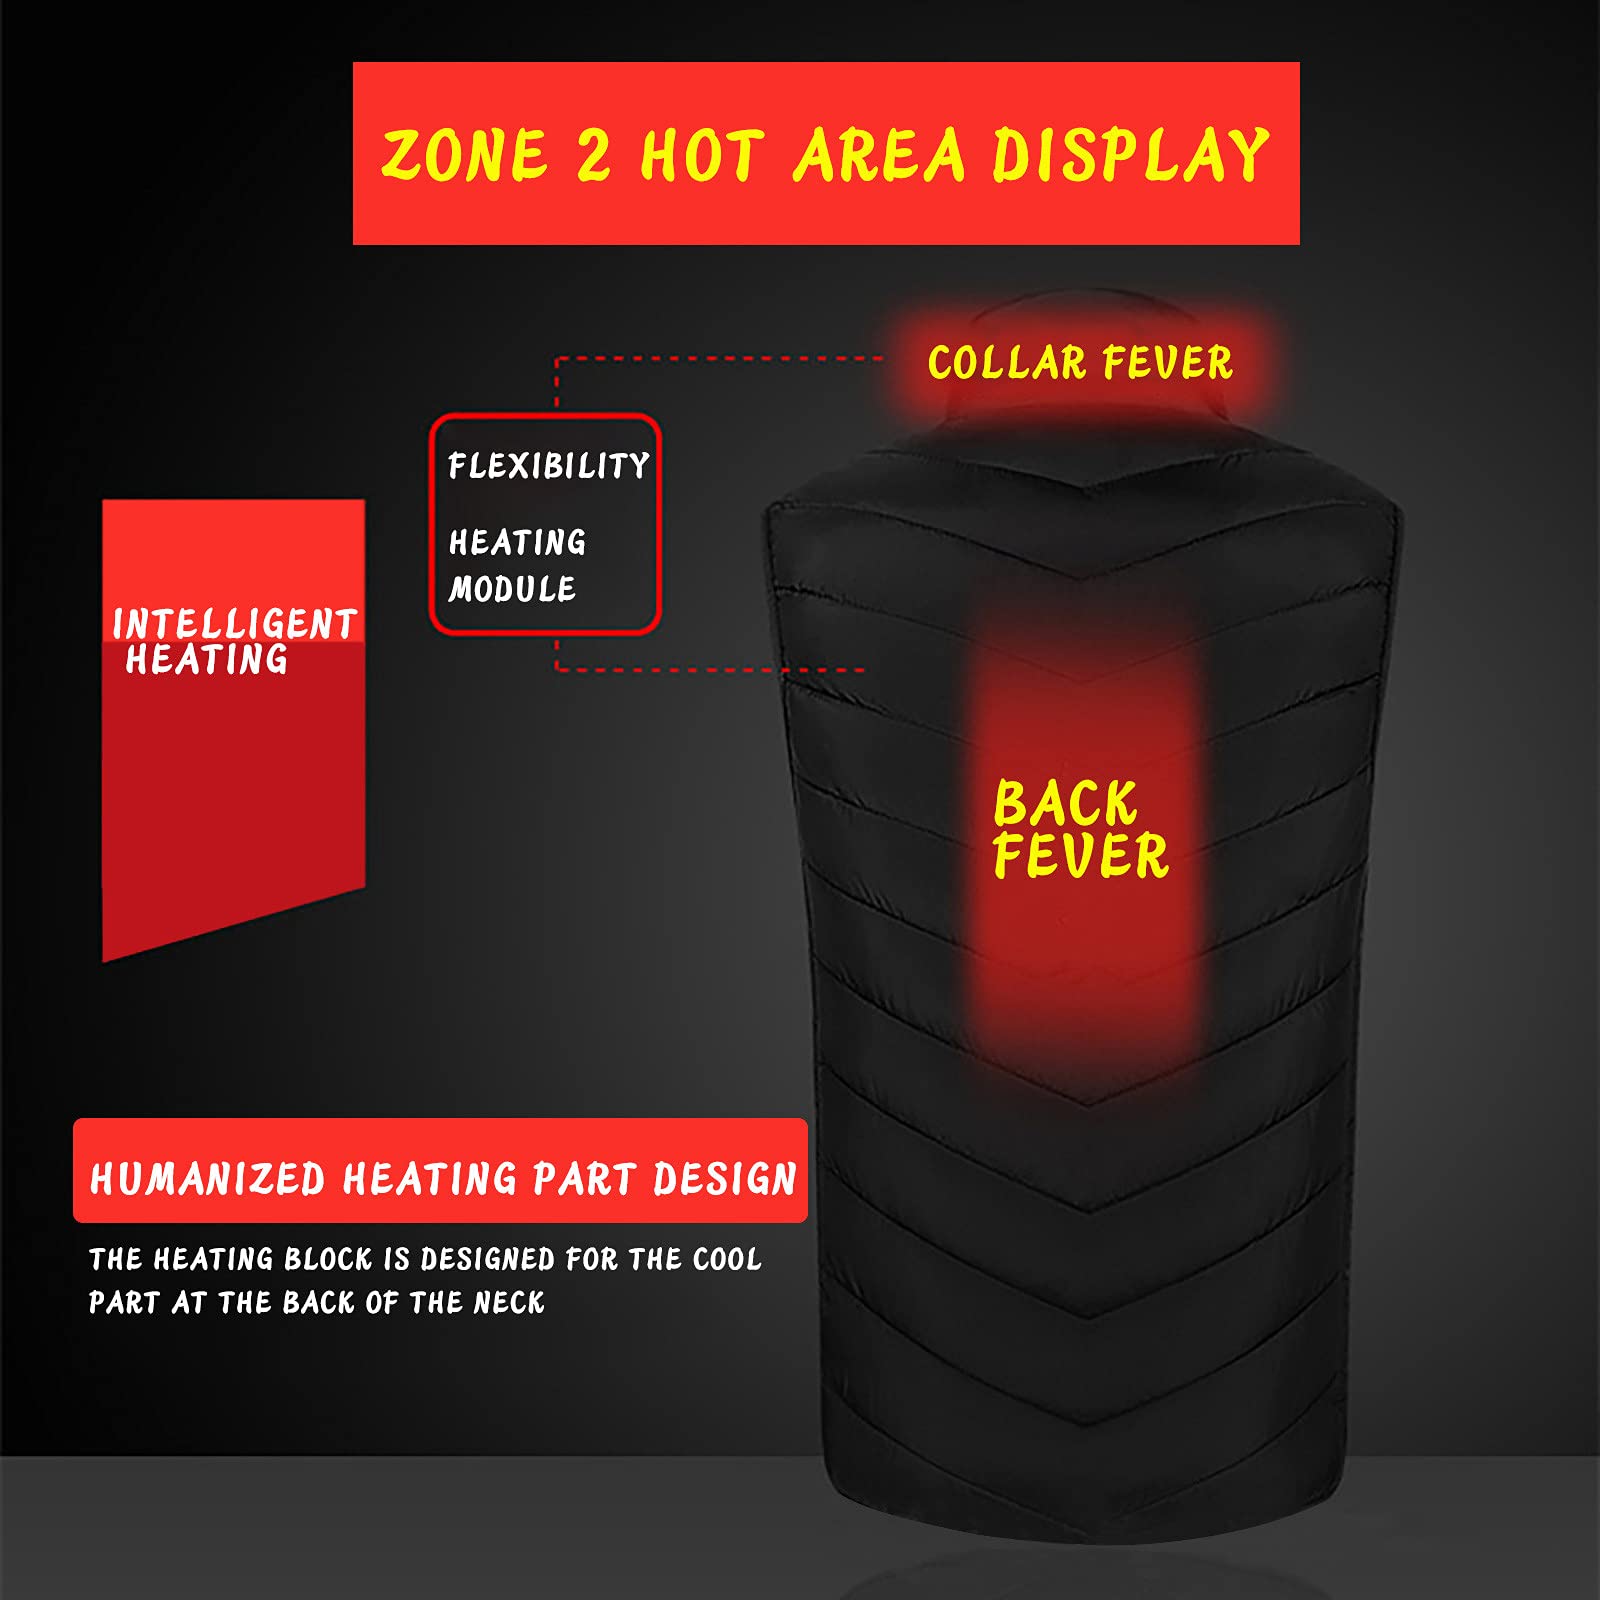 ZONE 2 HOT AREA DISPLAY
COLLAR FEVER
FLEXIBILITY
HEATING
MODULE
INTELLIGENT
HEATING
BACK
FEVER
HUMANIZED HEATING PART DESIGN
THE HEATING BLOCK IS DESIGNED FOR THE COOL
PART AT THE BACK OF THE NECK